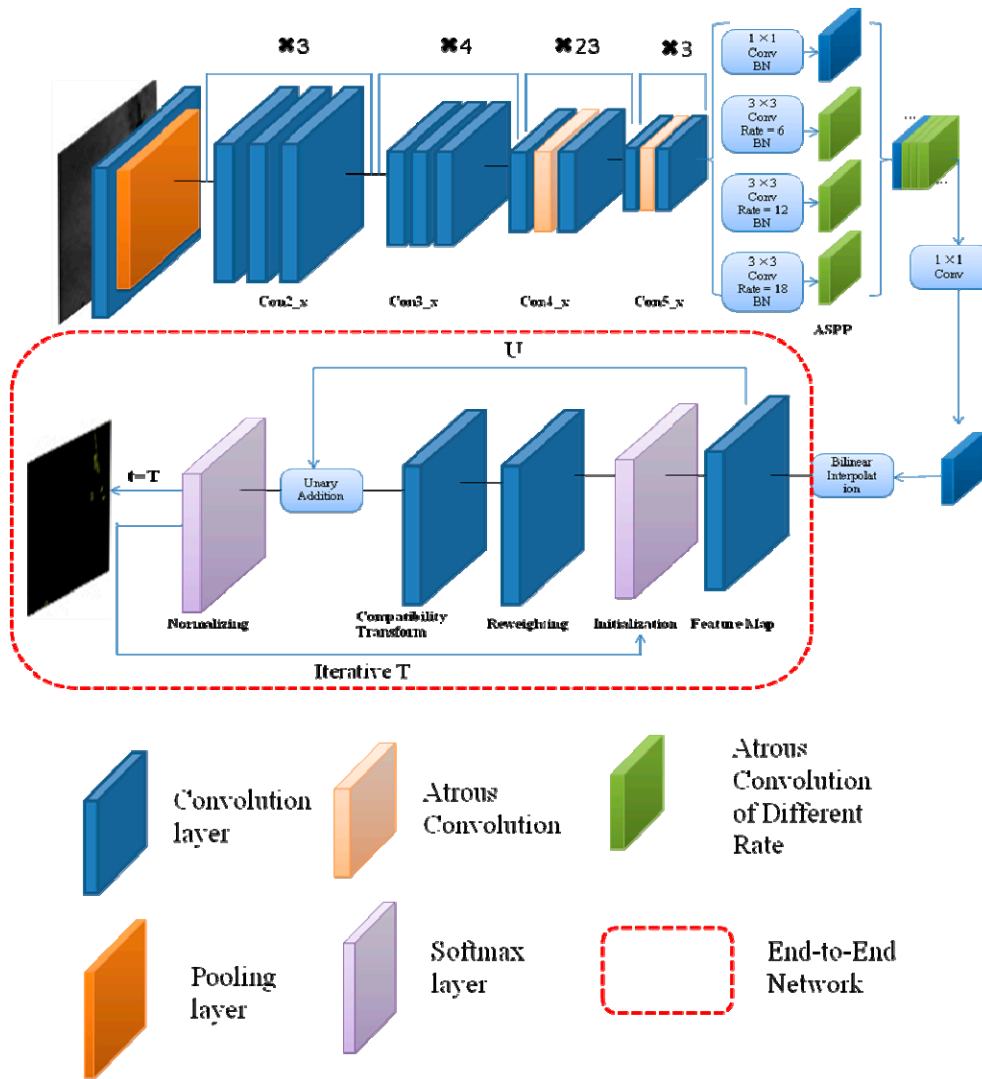 ✖3
✖4
✖23
✖3
1 × 1
Conv
BN
3 × 3
Conv
Rate = 6
BN
3 × 3
Conv
Rate = 12
BN
3 × 3
Conv
Rate = 18
BN
...
...
1 × 1
Conv
Con2_x
Con3_x
Con4_x
Con5_x
ASPP
U
t=T
Unary
Addition
Bilinear
Interpolat
ion
Normalizing
Compatibility
Transform
Reweighting
Initialization
Feature Map
Iterative T
Convolution
layer
Atrous
Convolution
Atrous
Convolution
of Different
Rate
Pooling
layer
Softmax
layer
End-to-End
Network